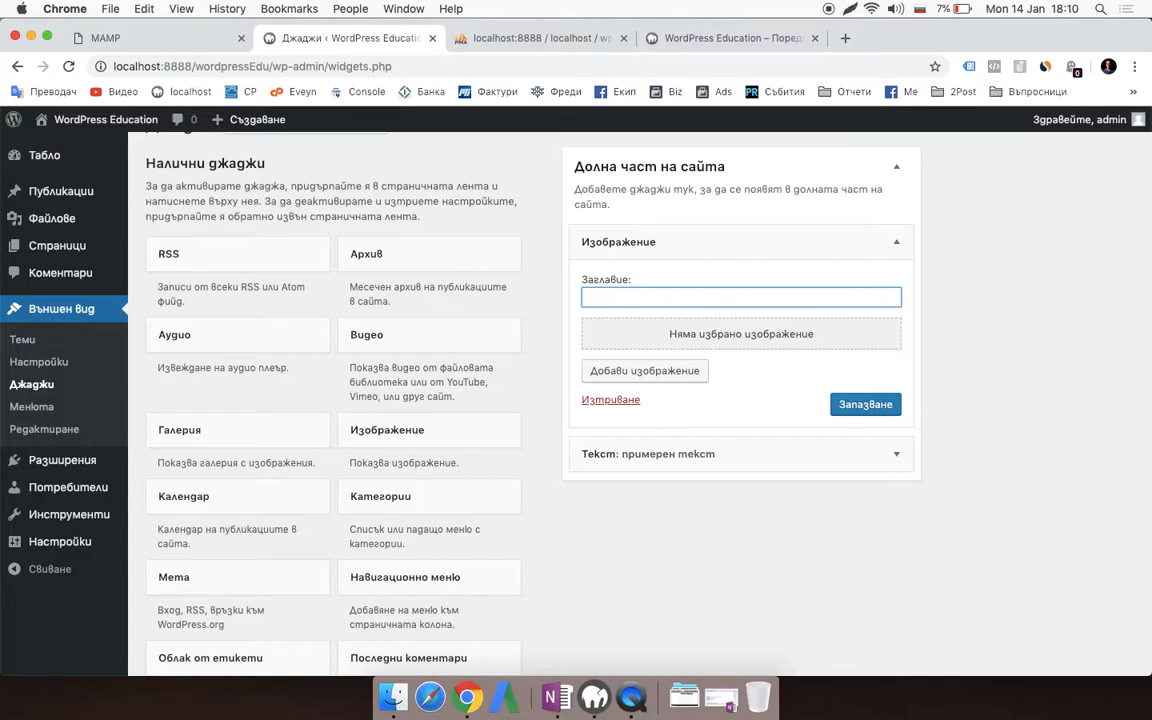 Chrome File Edit View History Bookmarks People Window Help 7% Mon 14 Jan 18:10
MAMP Джаджи ‹ WordPress Educatio localhost:8888 / localhost / wp WordPress Education – Поред
localhost:8888/wordpressEdu/wp-admin/widgets.php
Преводач Видео localhost CP Eveyn Console Банка Фактури Фреди Екип Biz Ads Събития Отчети Me 2Post Въпросници »
WordPress Education 0 Създаване Здравейте, admin
Табло
Публикации
Файлове
Страници
Коментари
Външен вид
Теми
Настройки
Джаджи
Менюта
Редактиране
Разширения
Потребители
Инструменти
Настройки
Свиване
Налични джаджи
За да активирате джаджа, придърпайте я в страничната лента и
натиснете върху нея. За да деактивирате и изтриете настройките,
придърпайте я обратно извън страничната лента.
RSS
Записи от всеки RSS или Atom
фийд.
Архив
Месечен архив на публикациите
в сайта.
Аудио
Извеждане на аудио плеър.
Видео
Показва видео от файловата
библиотека или от YouTube,
Vimeo, или друг сайт.
Галерия
Показва галерия с изображения.
Изображение
Показва изображение.
Календар
Календар на публикациите в
сайта.
Категории
Списък или падащо меню с
категории.
Мета
Вход, RSS, връзки към
WordPress.org
Навигационно меню
Добавяне на меню към
страничната колона.
Облак от етикети
Последни коментари
Долна част на сайта
Добавете джаджи тук, за да се появят в долната част на
сайта.
Изображение
Заглавие:
Няма избрано изображение
Добави изображение
Изтриване
Запазване
Текст: примерен текст